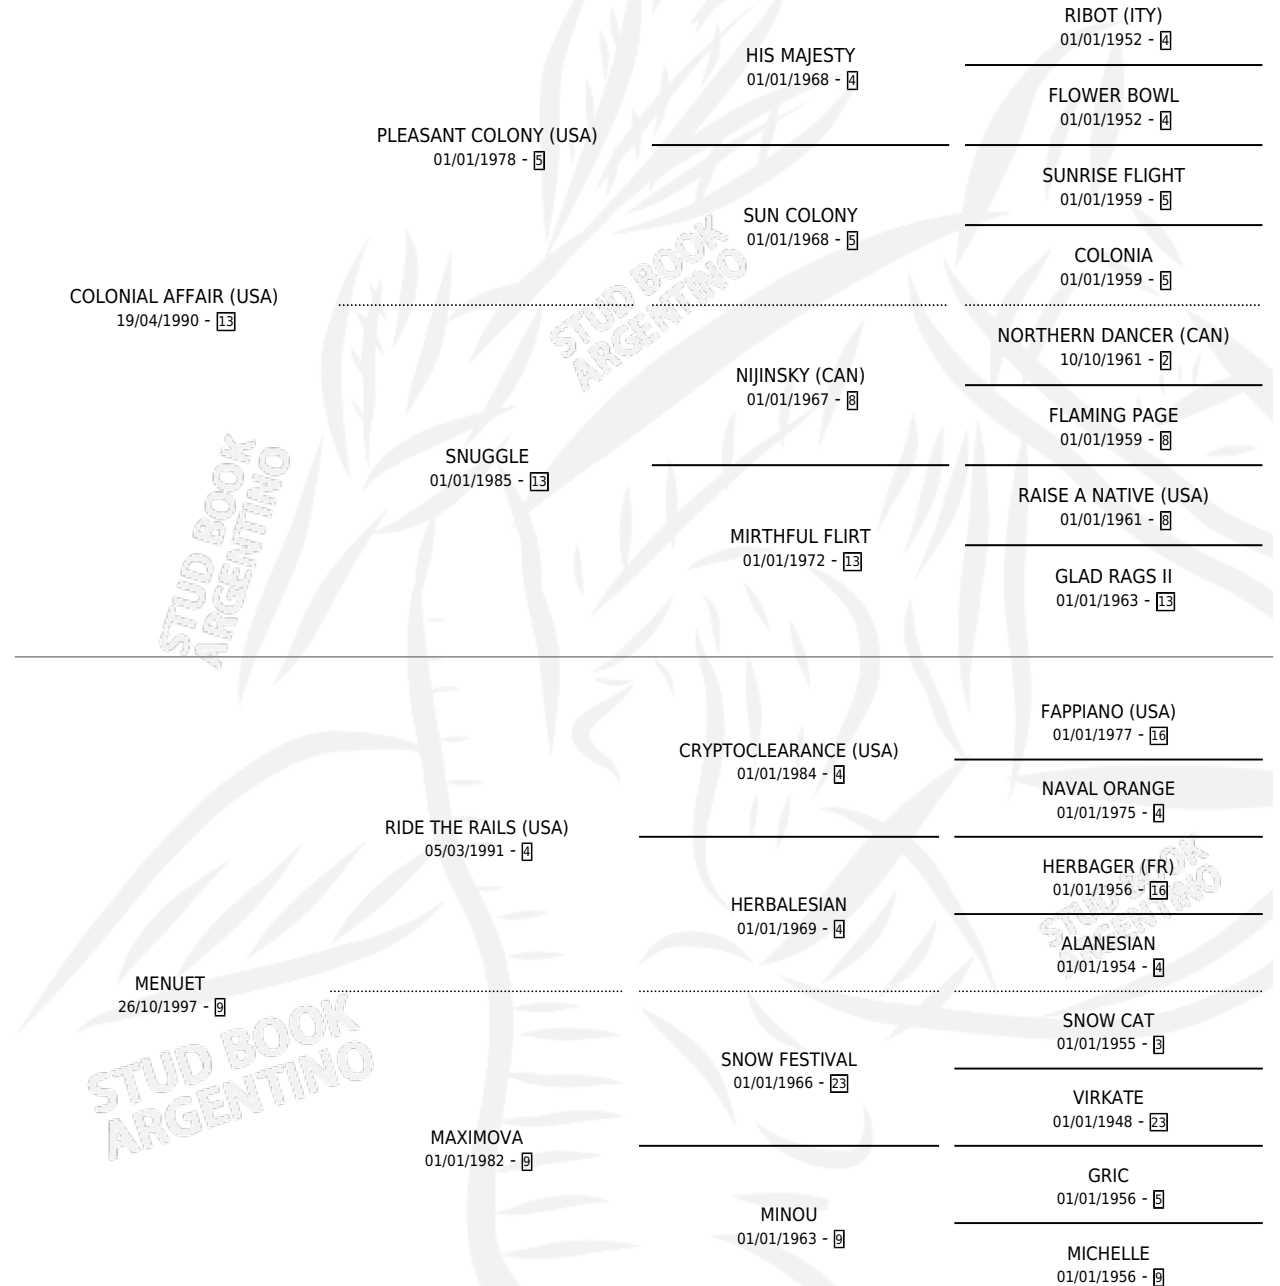 RIBOT (ITY)
01/01/1952 - 4
HIS MAJESTY
01/01/1968 - 4
FLOWER BOWL
01/01/1952 - 4
PLEASANT COLONY (USA)
01/01/1978 - 5
SUNRISE FLIGHT
01/01/1959 - 5
SUN COLONY
01/01/1968 - 5
COLONIA
01/01/1959 - 5
COLONIAL AFFAIR (USA)
19/04/1990 - 13
NORTHERN DANCER (CAN)
10/10/1961 - 2
NIJINSKY (CAN)
01/01/1967 - 8
FLAMING PAGE
01/01/1959 - 8
SNUGGLE
01/01/1985 - 13
RAISE A NATIVE (USA)
01/01/1961 - 8
MIRTHFUL FLIRT
01/01/1972 - 13
GLAD RAGS II
01/01/1963 - 13
STUD BOOK
ARGENTINO
STUD BOOK
ARGENTINO
FAPPIANO (USA)
01/01/1977 - 16
CRYPTOCLEARANCE (USA)
01/01/1984 - 4
NAVAL ORANGE
01/01/1975 - 4
RIDE THE RAILS (USA)
05/03/1991 - 4
HERBAGER (FR)
01/01/1956 - 16
HERBALESIAN
01/01/1969 - 4
ALANESIAN
01/01/1954 - 4
MENUET
26/10/1997 - 9
SNOW CAT
01/01/1955 - 3
SNOW FESTIVAL
01/01/1966 - 23
VIRKATE
01/01/1948 - 23
MAXIMOVA
01/01/1982 - 9
GRIC
01/01/1956 - 5
MINOU
01/01/1963 - 9
MICHELLE
01/01/1956 - 9
STUD BOOK
ARGENTINO
STUD BOOK
ARGENTINO